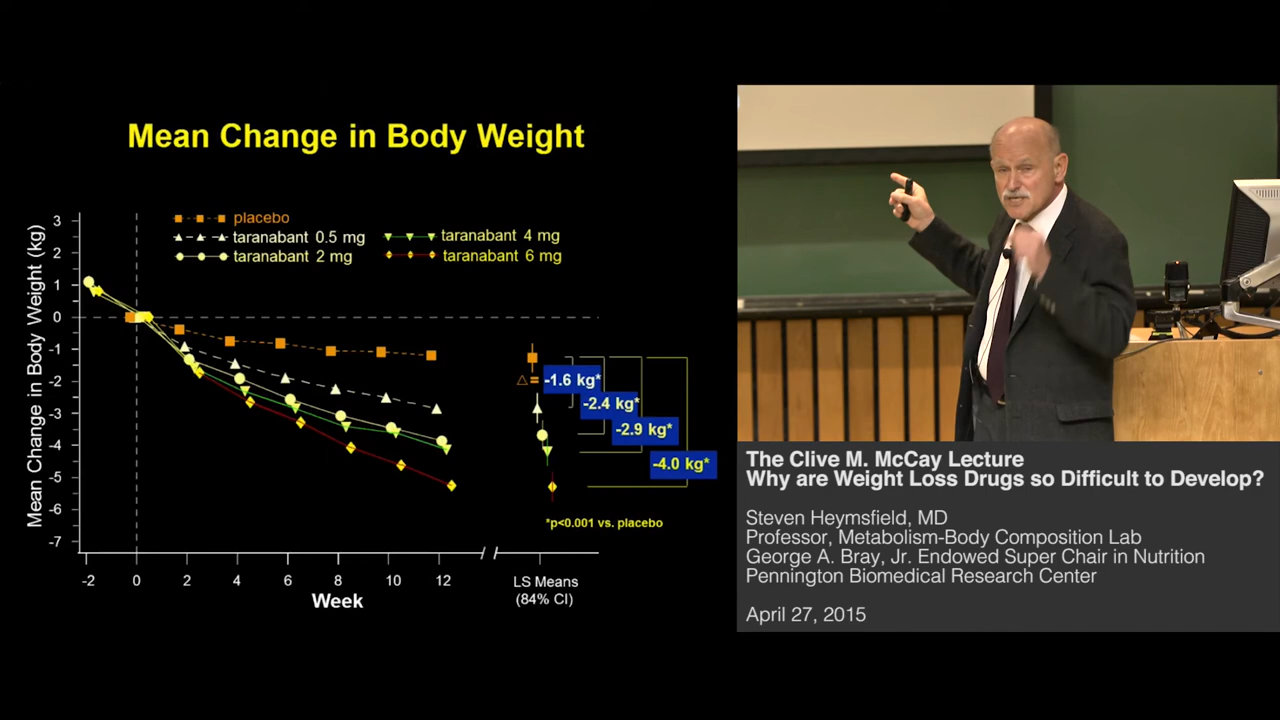 Mean Change in Body Weight
placebo
taranabant 0.5 mg
taranabant 2 mg
taranabant 4 mg
taranabant 6 mg
Mean Change in Body Weight (kg)
3
2
1
0
-1
-2
-3
-4
-5
-6
-7
△ = -1.6 kg*
-2.4 kg*
-2.9 kg*
-4.0 kg*
*p<0.001 vs. placebo
-2 0 2 4 6 8 10 12
Week
LS Means
(84% CI)
The Clive M. McCay Lecture
Why are Weight Loss Drugs so Difficult to Develop?
Steven Heymsfield, MD
Professor, Metabolism-Body Composition Lab
George A. Bray, Jr. Endowed Super Chair in Nutrition
Pennington Biomedical Research Center
April 27, 2015